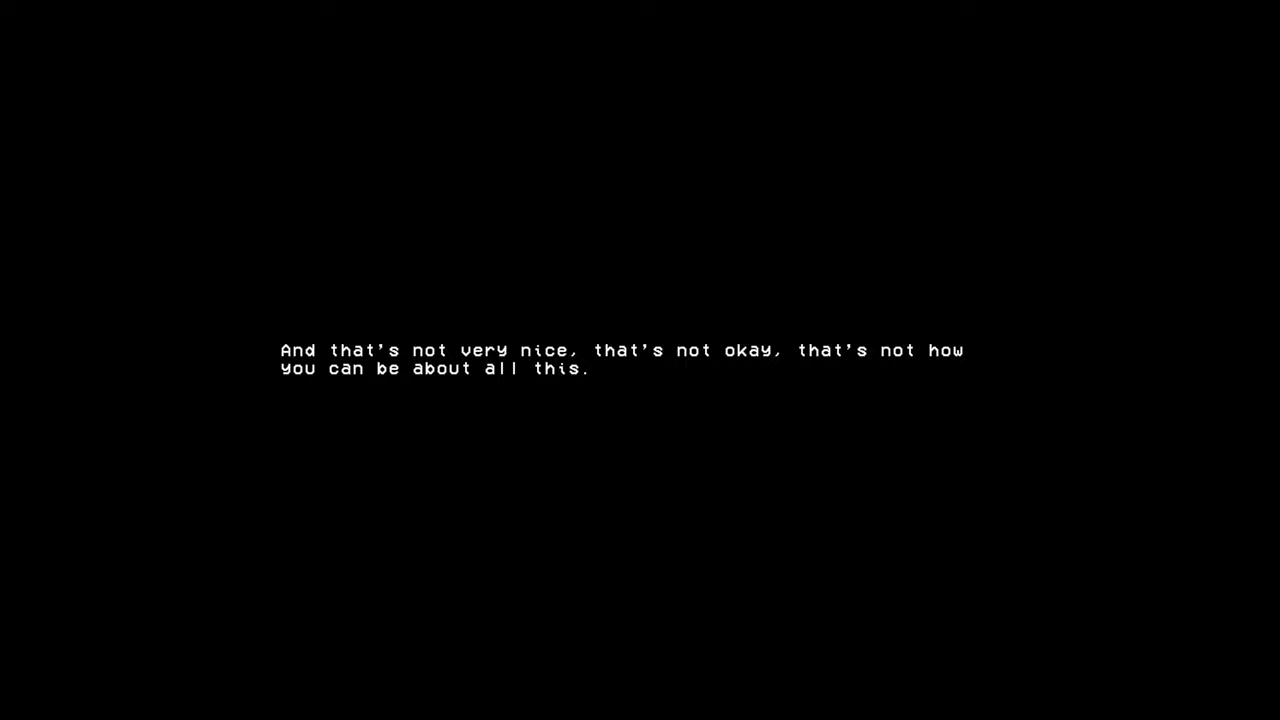 And that's not very nice, that's not okay, that's not how
you can be about all this.